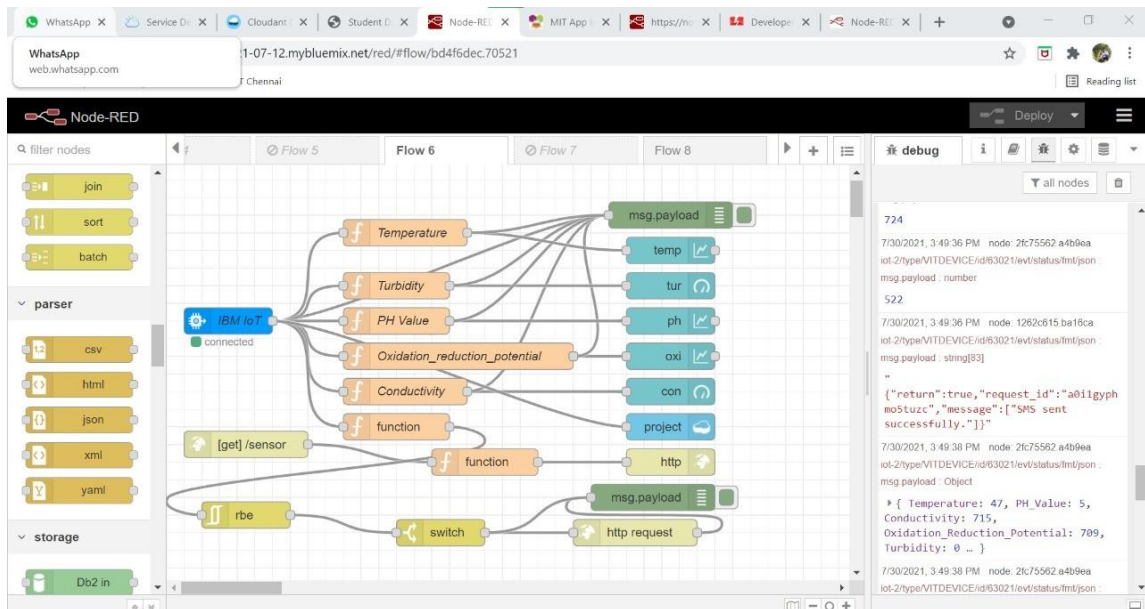 WhatsApp
Service De
Cloudant
Student D
Node-RED
MIT App
https://no
Develope
Node-RED
WhatsApp
web.whatsapp.com
1-07-12.mybluemix.net/red/#flow/bd4f6dec.70521
T Chennai
Reading list
Node-RED
Deploy
filter nodes
Flow 5
Flow 6
Flow 7
Flow 8
debug
all nodes
join
sort
batch
parser
csv
html
json
xml
yaml
storage
Db2 in
Temperature
msg.payload
temp
Turbidity
tur
IBM IoT
connected
PH Value
ph
Oxidation_reduction_potential
oxi
Conductivity
con
function
project
[get] /sensor
function
http
msg.payload
rbe
switch
http request
724
7/30/2021, 3:49:36 PM node: 2fc75562.a4b9ea
iot-2/type/VITDEVICE/id/63021/evt/status/fmt/json :
msg.payload : number
522
7/30/2021, 3:49:36 PM node: 1262c615.ba16ca
iot-2/type/VITDEVICE/id/63021/evt/status/fmt/json :
msg.payload : string[83]
"
{"return":true,"request_id":"a0i1gyph
mo5tuzc","message":["SMS sent
successfully."]}"
7/30/2021, 3:49:38 PM node: 2fc75562.a4b9ea
iot-2/type/VITDEVICE/id/63021/evt/status/fmt/json :
msg.payload : Object
{ Temperature: 47, PH_Value: 5,
Conductivity: 715,
Oxidation_Reduction_Potential: 709,
Turbidity: 0 … }
7/30/2021, 3:49:38 PM node: 2fc75562.a4b9ea
iot-2/type/VITDEVICE/id/63021/evt/status/fmt/json :